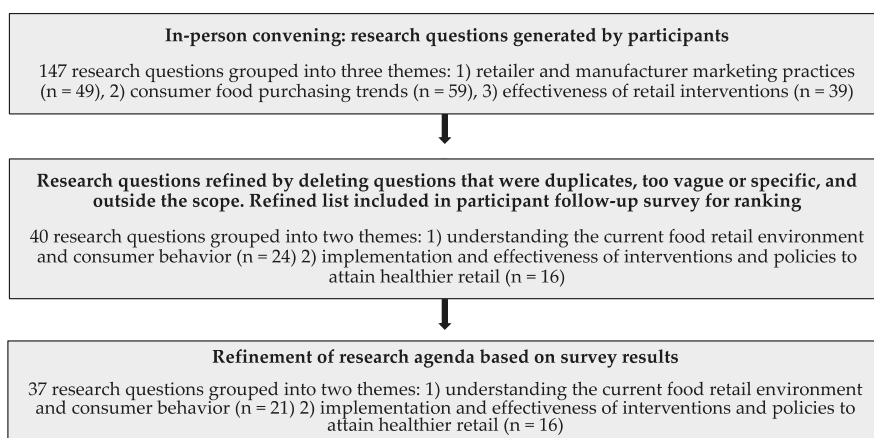 In-person convening: research questions generated by participants
147 research questions grouped into three themes: 1) retailer and manufacturer marketing practices
(n = 49), 2) consumer food purchasing trends (n = 59), 3) effectiveness of retail interventions (n = 39)
Research questions refined by deleting questions that were duplicates, too vague or specific, and
outside the scope. Refined list included in participant follow-up survey for ranking
40 research questions grouped into two themes: 1) understanding the current food retail environment
and consumer behavior (n = 24) 2) implementation and effectiveness of interventions and policies to
attain healthier retail (n = 16)
Refinement of research agenda based on survey results
37 research questions grouped into two themes: 1) understanding the current food retail environment
and consumer behavior (n = 21) 2) implementation and effectiveness of interventions and policies to
attain healthier retail (n = 16)